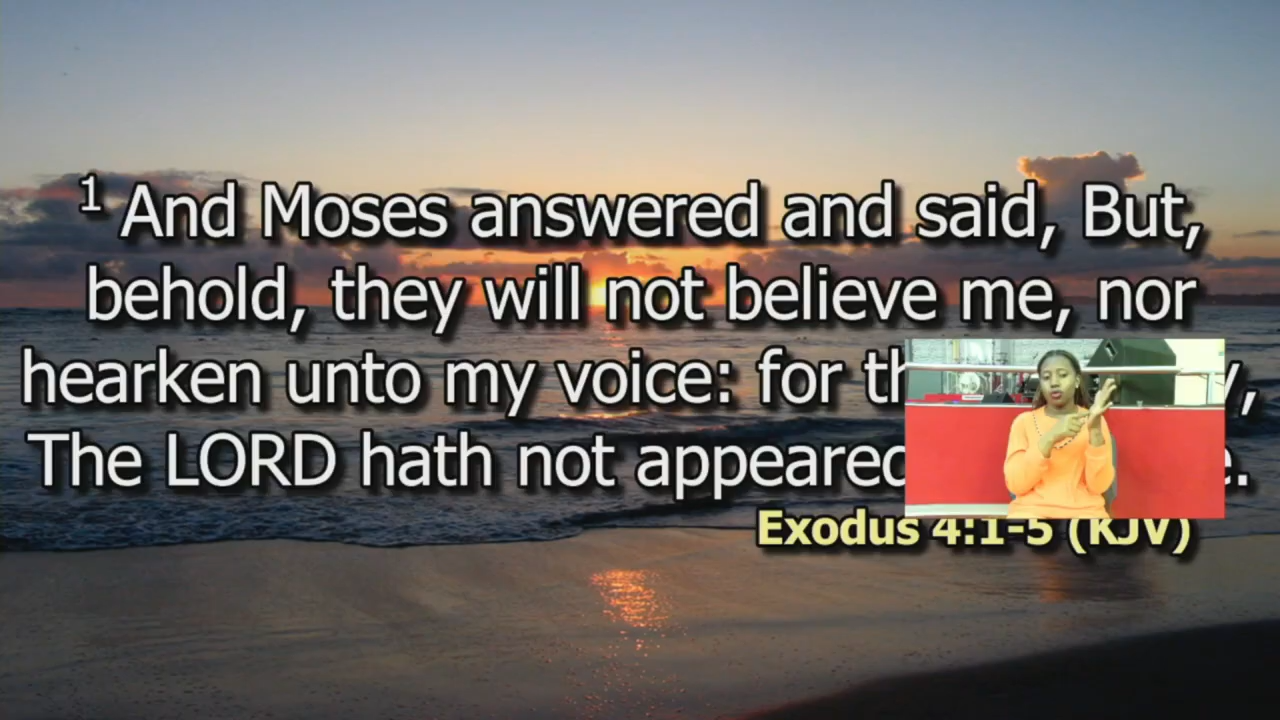 1 And Moses answered and said, But,
behold, they will not believe me, nor
hearken unto my voice: for
The LORD hath not appeared
Exodus 4:1-5 (KJV)